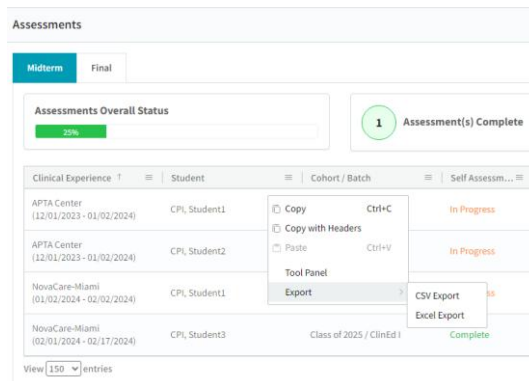 Assessments
Midterm Final
Assessments Overall Status
25%
1 Assessment(s) Complete
Clinical Experience ↑ Student Cohort / Batch Self Assessm...
APTA Center
(12/01/2023 - 01/02/2024)
CPI, Student1
In Progress
APTA Center
(12/01/2023 - 01/02/2024)
CPI, Student2
In Progress
NovaCare-Miami
(01/02/2024 - 02/02/2024)
CPI, Student1
NovaCare-Miami
(02/01/2024 - 02/17/2024)
CPI, Student3
Class of 2025 / ClinEd I
Complete
Copy Ctrl+C
Copy with Headers
Paste Ctrl+V
Tool Panel
Export
CSV Export
Excel Export
View 150 entries